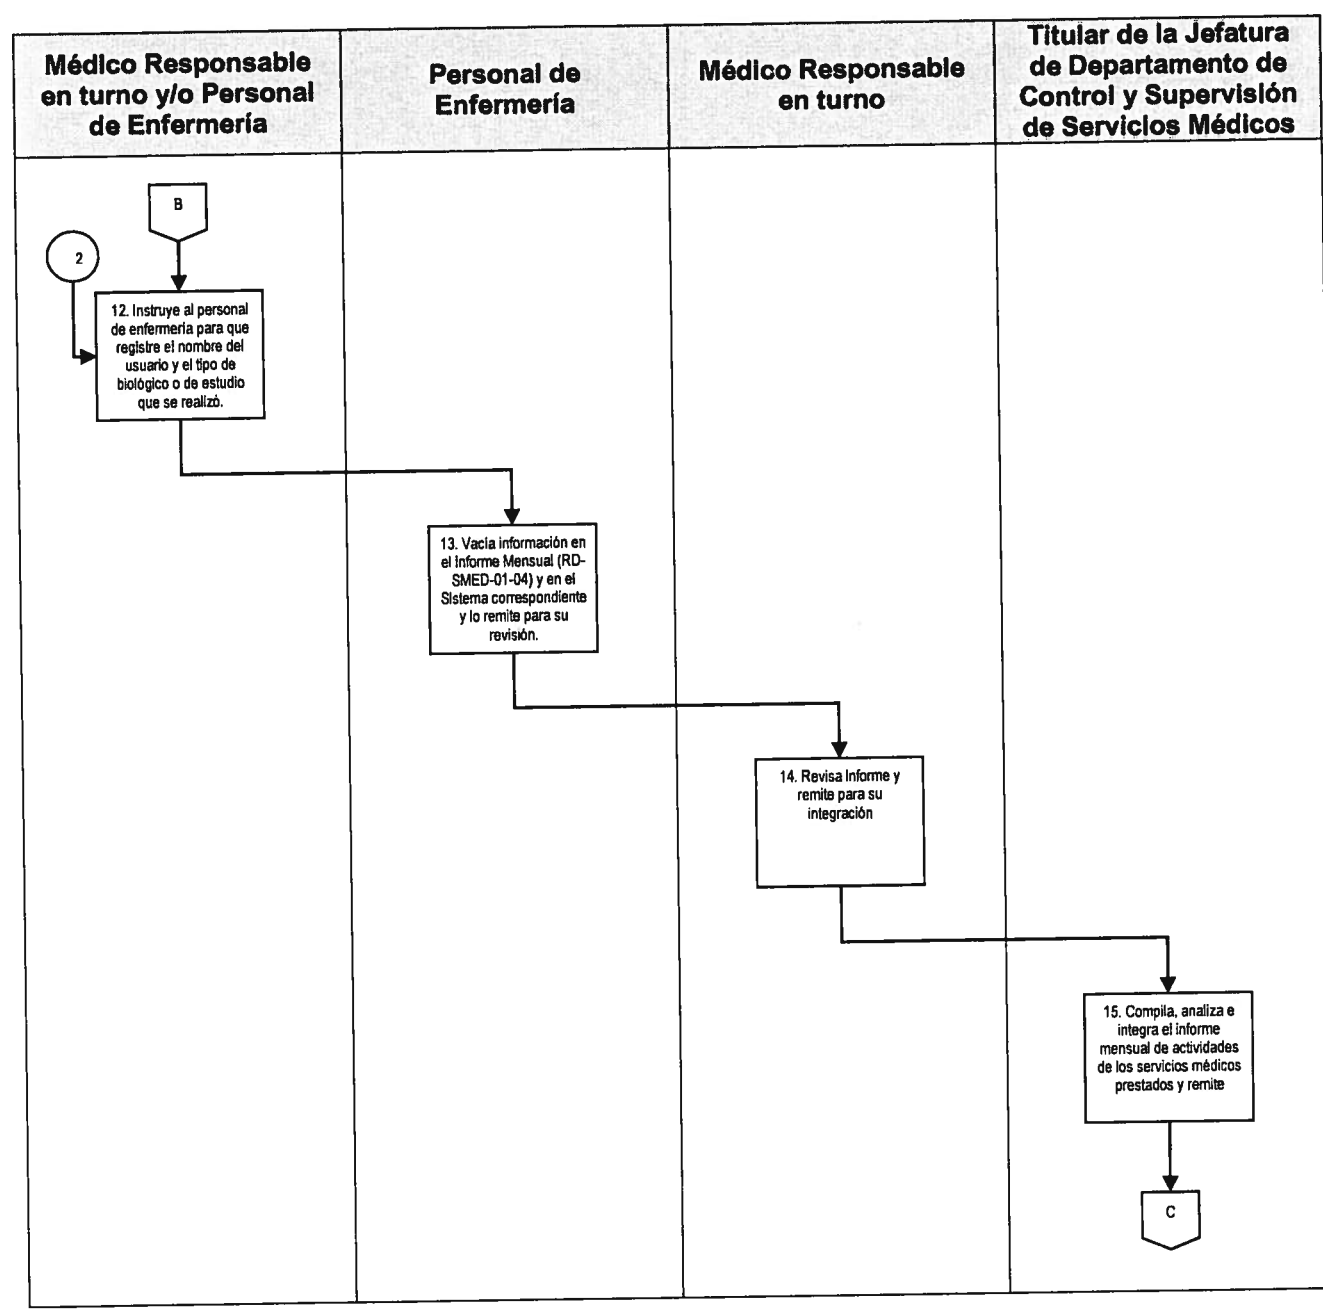 Médico Responsable
en turno y/o Personal
de Enfermería
Personal de
Enfermería
Médico Responsable
en turno
Titular de la Jefatura
de Departamento de
Control y Supervisión
de Servicios Médicos
B
2
12. Instruye al personal
de enfermería para que
registre el nombre del
usuario y el tipo de
biológico o de estudio
que se realizó.
13. Vacía información en
el Informe Mensual (RD-
SMED-01-04) y en el
Sistema correspondiente
y lo remite para su
revisión.
14. Revisa Informe y
remite para su
integración
15. Compila, analiza e
integra el informe
mensual de actividades
de los servicios médicos
prestados y remite
C